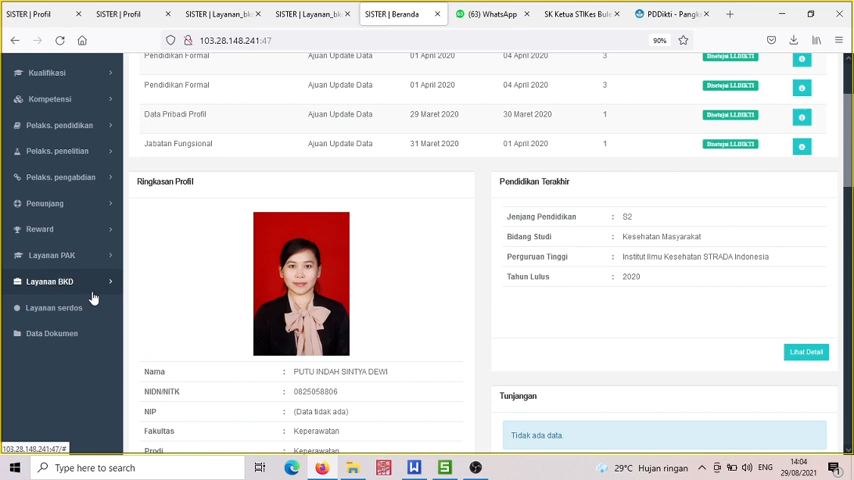 SISTER | Profil
SISTER | Profil
SISTER | Layanan_bk
SISTER | Layanan_bk
SISTER | Beranda
(63) WhatsApp
SK Ketua STIKes Bule
PDDikti - Pangka
103.28.148.241:47
90%
Kualifikasi
Kompetensi
Pelaks. pendidikan
Pelaks. penelitian
Pelaks. pengabdian
Penunjang
Reward
Layanan PAK
Layanan BKD
Layanan serdos
Data Dokumen
Pendidikan Formal Ajuan Update Data 01 April 2020 04 April 2020 3 Disetujui LLDIKTI
Pendidikan Formal Ajuan Update Data 01 April 2020 04 April 2020 3 Disetujui LLDIKTI
Data Pribadi Profil Ajuan Update Data 29 Maret 2020 30 Maret 2020 1 Disetujui LLDIKTI
Jabatan Fungsional Ajuan Update Data 31 Maret 2020 01 April 2020 1 Disetujui LLDIKTI
Ringkasan Profil
Nama : PUTU INDAH SINTYA DEWI
NIDN/NITK : 0825058806
NIP : (Data tidak ada)
Fakultas : Keperawatan
Prodi : Keperawatan
Pendidikan Terakhir
Jenjang Pendidikan : S2
Bidang Studi : Kesehatan Masyarakat
Perguruan Tinggi : Institut Ilmu Kesehatan STRADA Indonesia
Tahun Lulus : 2020
Lihat Detail
Tunjangan
Tidak ada data.
103.28.148.241:47/#
Type here to search
29°C Hujan ringan
ENG
14:04
29/08/2021